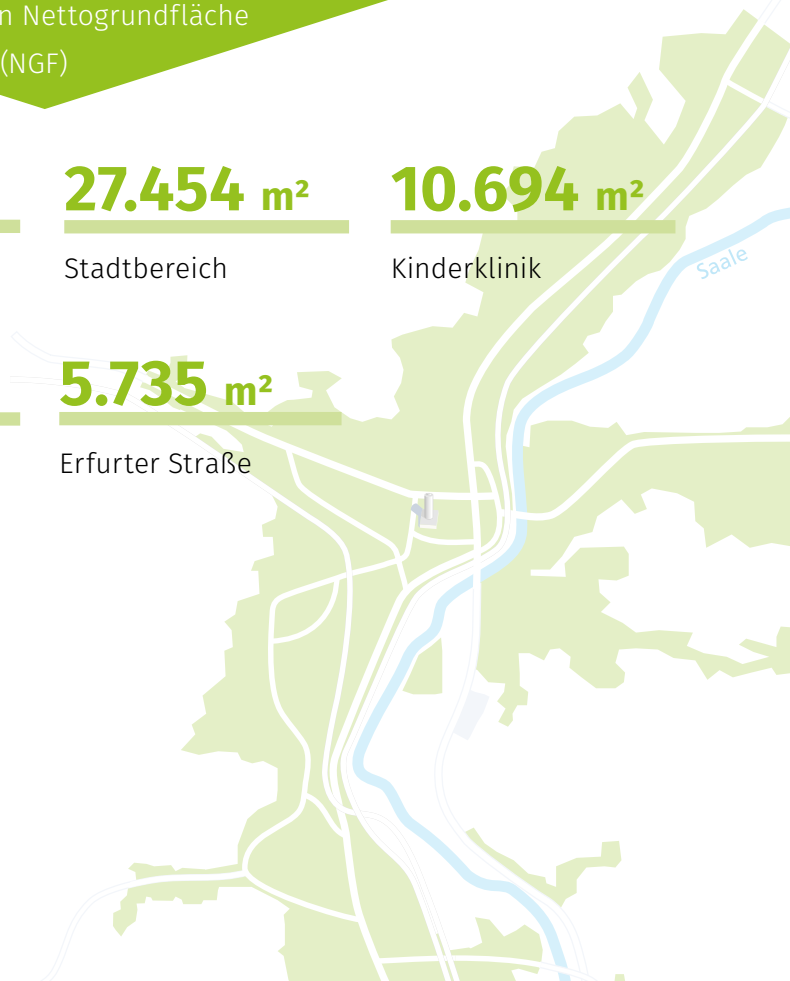 Nettogrundfläche
(NGF)
27.454 m²
10.694 m²
Stadtbereich
Kinderklinik
Saale
5.735 m²
Erfurter Straße